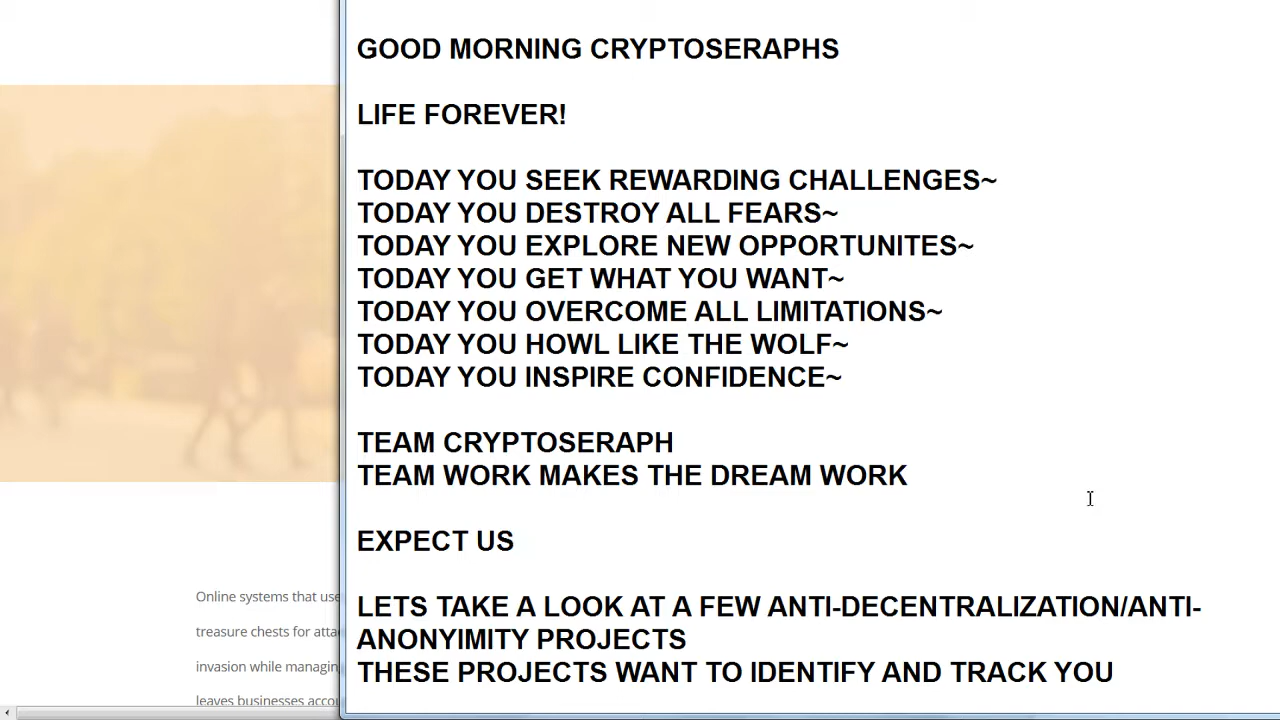 GOOD MORNING CRYPTOSERAPHS
LIFE FOREVER!
TODAY YOU SEEK REWARDING CHALLENGES~
TODAY YOU DESTROY ALL FEARS~
TODAY YOU EXPLORE NEW OPPORTUNITES~
TODAY YOU GET WHAT YOU WANT~
TODAY YOU OVERCOME ALL LIMITATIONS~
TODAY YOU HOWL LIKE THE WOLF~
TODAY YOU INSPIRE CONFIDENCE~
TEAM CRYPTOSERAPH
TEAM WORK MAKES THE DREAM WORK
EXPECT US
LETS TAKE A LOOK AT A FEW ANTI-DECENTRALIZATION/ANTI-
ANONYIMITY PROJECTS
THESE PROJECTS WANT TO IDENTIFY AND TRACK YOU
Online systems that use
treasure chests for
invasion while
leaves businesses